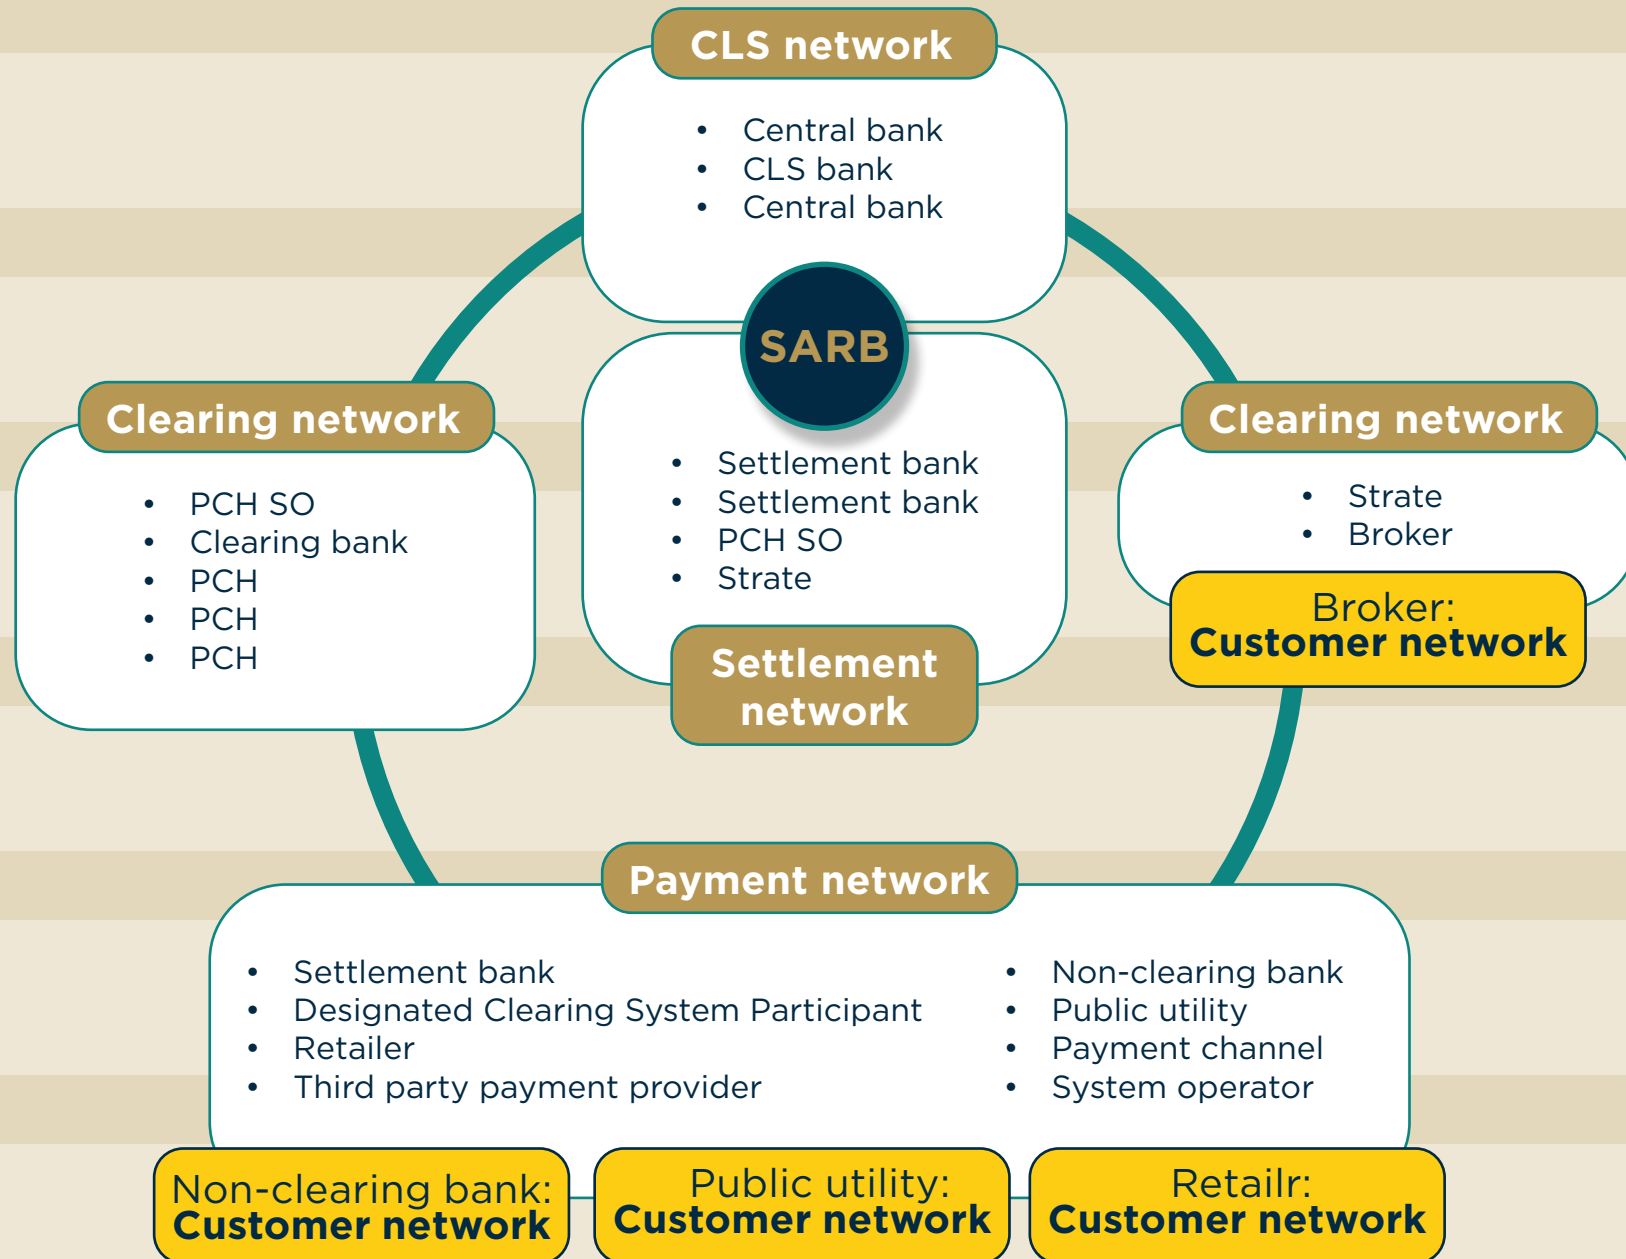 CLS network
• Central bank
• CLS bank
• Central bank
SARB
Clearing network
• PCH SO
• Clearing bank
• PCH
• PCH
• PCH
• Settlement bank
• Settlement bank
• PCH SO
• Strate
Settlement
network
Clearing network
• Strate
• Broker
Broker:
Customer network
Payment network
• Settlement bank
• Designated Clearing System Participant
• Retailer
• Third party payment provider
• Non-clearing bank
• Public utility
• Payment channel
• System operator
Non-clearing bank:
Customer network
Public utility:
Customer network
Retailr:
Customer network